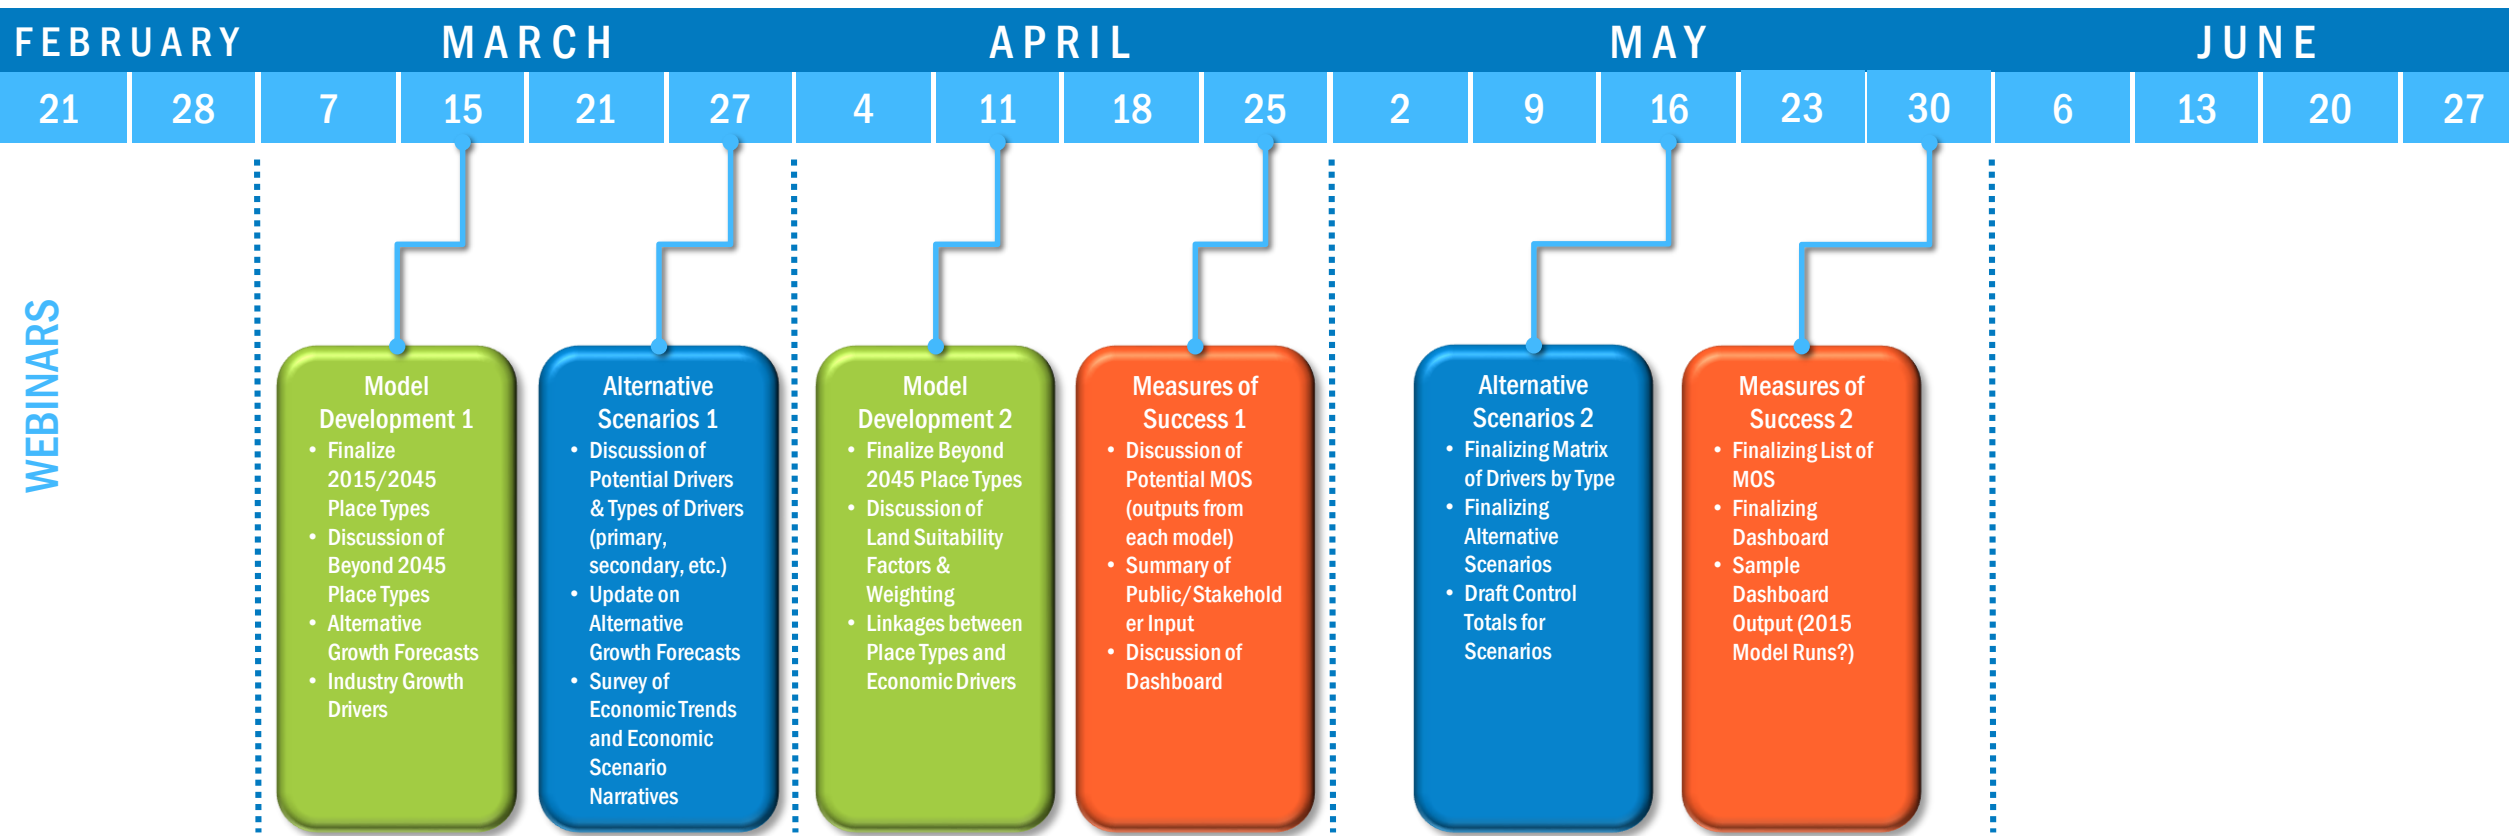 FEBRUARY MARCH APRIL MAY JUNE
21 28 7 15 21 27 4 11 18 25 2 9 16 23 30 6 13 20 27
WEBINARS
Model
Development 1
• Finalize
2015/2045
Place Types
• Discussion of
Beyond 2045
Place Types
• Alternative
Growth Forecasts
• Industry Growth
Drivers
Alternative
Scenarios 1
• Discussion of
Potential Drivers
& Types of Drivers
(primary,
secondary, etc.)
• Update on
Alternative
Growth Forecasts
• Survey of
Economic Trends
and Economic
Scenario
Narratives
Model
Development 2
• Finalize Beyond
2045 Place Types
• Discussion of
Land Suitability
Factors &
Weighting
• Linkages between
Place Types and
Economic Drivers
Measures of
Success 1
• Discussion of
Potential MOS
(outputs from
each model)
• Summary of
Public/Stakehold
er Input
• Discussion of
Dashboard
Alternative
Scenarios 2
• Finalizing Matrix
of Drivers by Type
• Finalizing
Alternative
Scenarios
• Draft Control
Totals for
Scenarios
Measures of
Success 2
• Finalizing List of
MOS
• Finalizing
Dashboard
• Sample
Dashboard
Output (2015
Model Runs?)